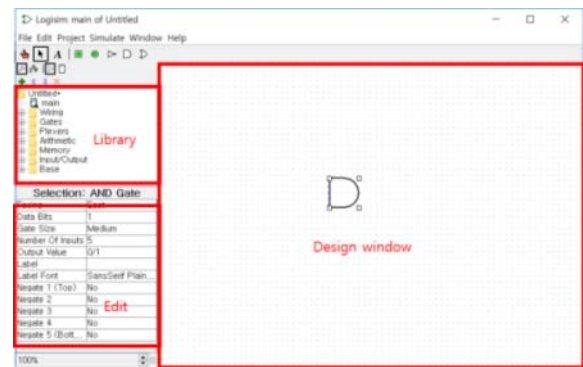 Logisim: main of Untitled
File Edit Project Simulate Window Help
A
Untitled*
main
Wiring
Gates
Plexers
Arithmetic
Memory
Input/Output
Base
Library
Selection: AND Gate
Facing East
Data Bits 1
Gate Size Medium
Number Of Inputs 5
Output Value 0/1
Label
Label Font SansSerif Plain...
Negate 1 (Top) No
Negate 2 No
Negate 3 No
Negate 4 No
Negate 5 (Bott... No
Edit
Design window
100%